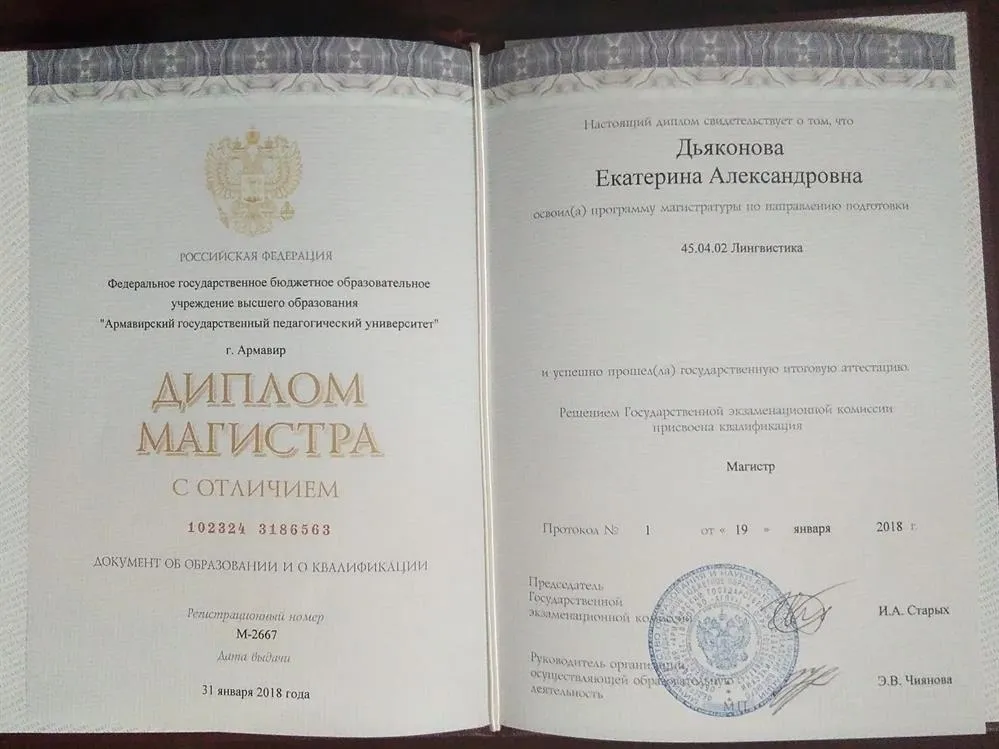 РОССИЙСКАЯ ФЕДЕРАЦИЯ
Федеральное государственное бюджетное образовательное
учреждение высшего образования
"Армавирский государственный педагогический университет"
г. Армавир
ДИПЛОМ
МАГИСТРА
С ОТЛИЧИЕМ
102324 3186563
ДОКУМЕНТ ОБ ОБРАЗОВАНИИ И О КВАЛИФИКАЦИИ
Регистрационный номер
М-2667
Дата выдачи
31 января 2018 года
Настоящий диплом свидетельствует о том, что
Дьяконова
Екатерина Александровна
освоил(а) программу магистратуры по направлению подготовки
45.04.02 Лингвистика
и успешно прошел(ла) государственную итоговую аттестацию.
Решением Государственной экзаменационной комиссии
присвоена квалификация
Магистр
Протокол № 1 от « 19 » января 2018 г.
Председатель
Государственной
экзаменационной комиссии
И.А. Старых
Руководитель организации,
осуществляющей образовательную
деятельность
Э.В. Чиянова
М.П.